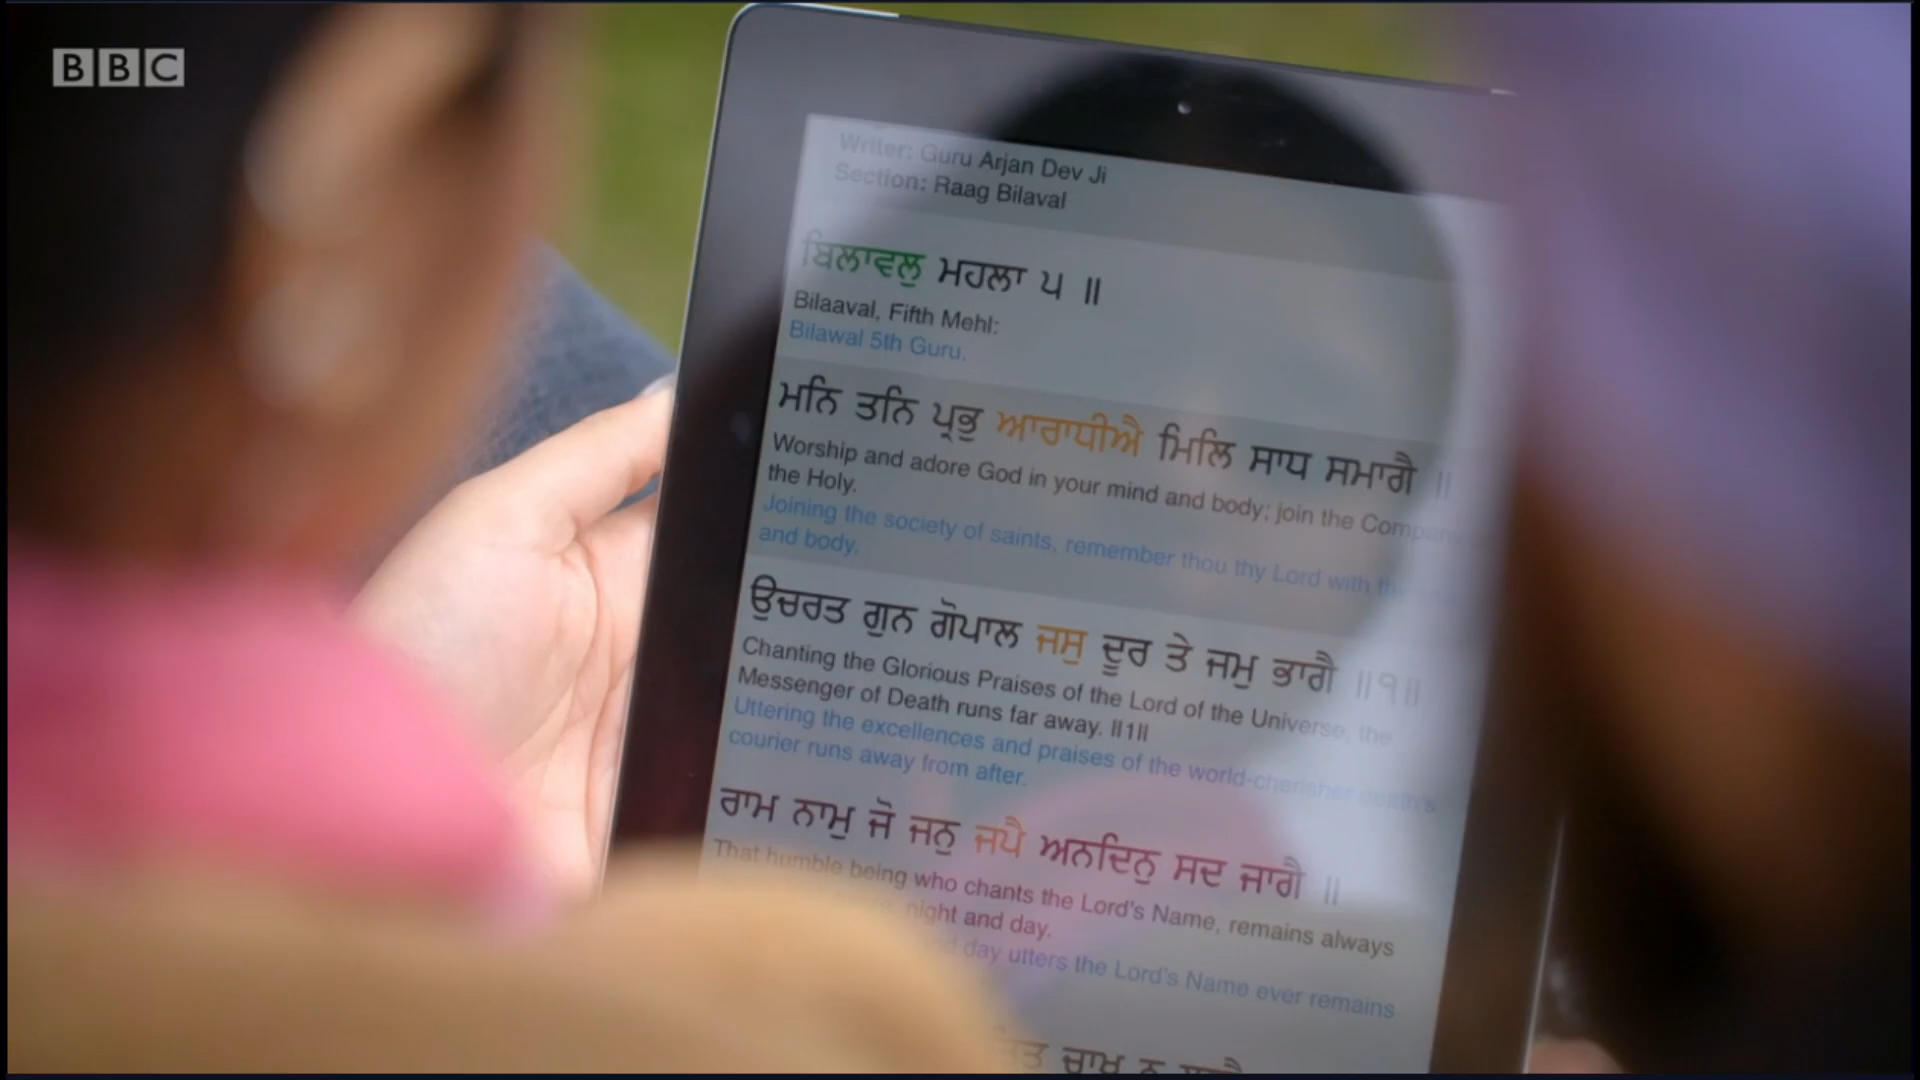 BBC
Writer: Guru Arjan Dev Ji
Section: Raag Bilaval
ਬਿਲਾਵਲੁ ਮਹਲਾ ੫ ॥
Bilaaval, Fifth Mehl:
Bilawal 5th Guru.
ਮਨਿ ਤਨਿ ਪ੍ਰਭੁ ਆਰਾਧੀਐ ਮਿਲਿ ਸਾਧ ਸਮਾਗੈ ॥
Worship and adore God in your mind and body; join the Company
the Holy.
Joining the society of saints, remember thou thy Lord with
and body,
ਉਚਰਤ ਗੁਨ ਗੋਪਾਲ ਜਸੁ ਦੂਰ ਤੇ ਜਮੁ ਭਾਗੈ ॥੧॥
Chanting the Glorious Praises of the Lord of the Universe, the
Messenger of Death runs far away. ||1||
Uttering the excellences and praises of the world-cherisher death's
courier runs away from after.
ਰਾਮ ਨਾਮੁ ਜੋ ਜਨੁ ਜਪੈ ਅਨਦਿਨੁ ਸਦ ਜਾਗੈ ॥
That humble being who chants the Lord's Name, remains always
night and day.
day utters the Lord's Name ever remains